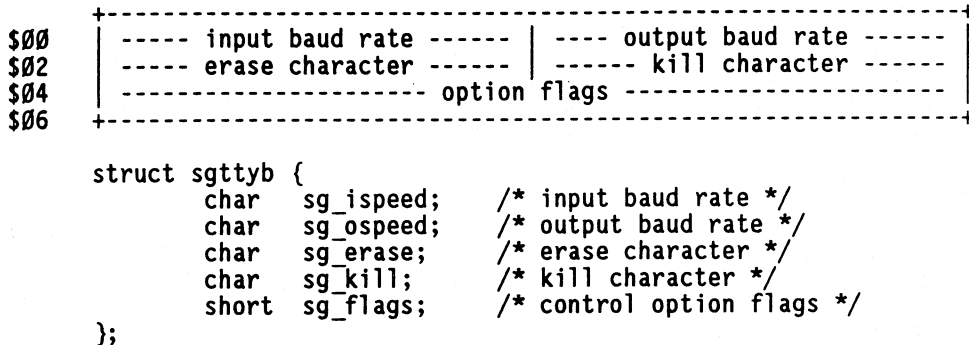 +---------------------------------------------------------------+
$00 | ----- input baud rate ------ | ---- output baud rate ------ |
$02 | ----- erase character ------ | ------ kill character ------ |
$04 | ---------------------- option flags ----------------------- |
$06 +---------------------------------------------------------------+
struct sgttyb {
char sg_ispeed; /* input baud rate */
char sg_ospeed; /* output baud rate */
char sg_erase; /* erase character */
char sg_kill; /* kill character */
short sg_flags; /* control option flags */
};